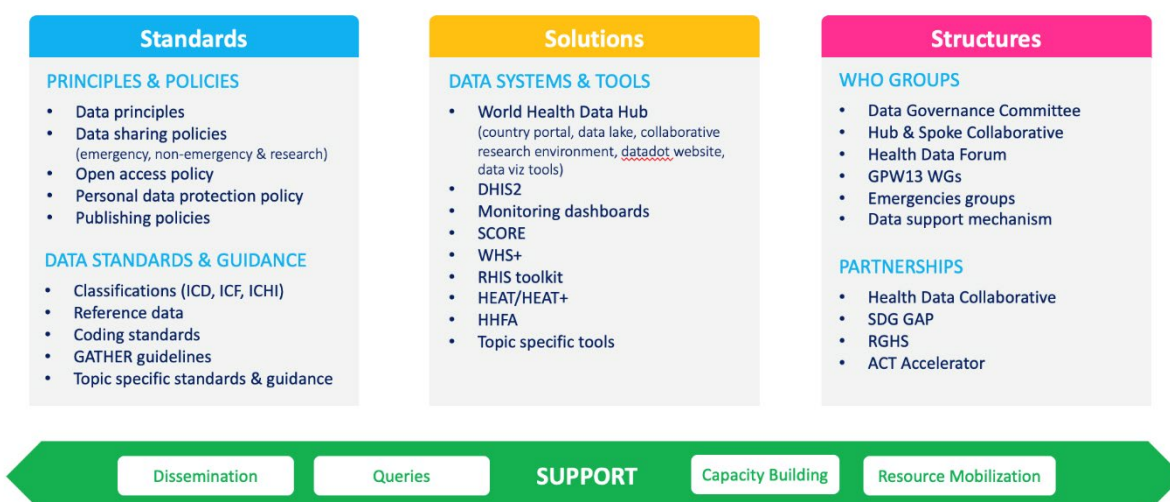 Standards
PRINCIPLES & POLICIES
• Data principles
• Data sharing policies
(emergency, non-emergency & research)
• Open access policy
• Personal data protection policy
• Publishing policies
DATA STANDARDS & GUIDANCE
• Classifications (ICD, ICF, ICHI)
• Reference data
• Coding standards
• GATHER guidelines
• Topic specific standards & guidance
Solutions
DATA SYSTEMS & TOOLS
• World Health Data Hub
(country portal, data lake, collaborative
research environment, datadot website,
data viz tools)
• DHIS2
• Monitoring dashboards
• SCORE
• WHS+
• RHIS toolkit
• HEAT/HEAT+
• HHFA
• Topic specific tools
Structures
WHO GROUPS
• Data Governance Committee
• Hub & Spoke Collaborative
• Health Data Forum
• GPW13 WGs
• Emergencies groups
• Data support mechanism
PARTNERSHIPS
• Health Data Collaborative
• SDG GAP
• RGHS
• ACT Accelerator
Dissemination
Queries
SUPPORT
Capacity Building
Resource Mobilization